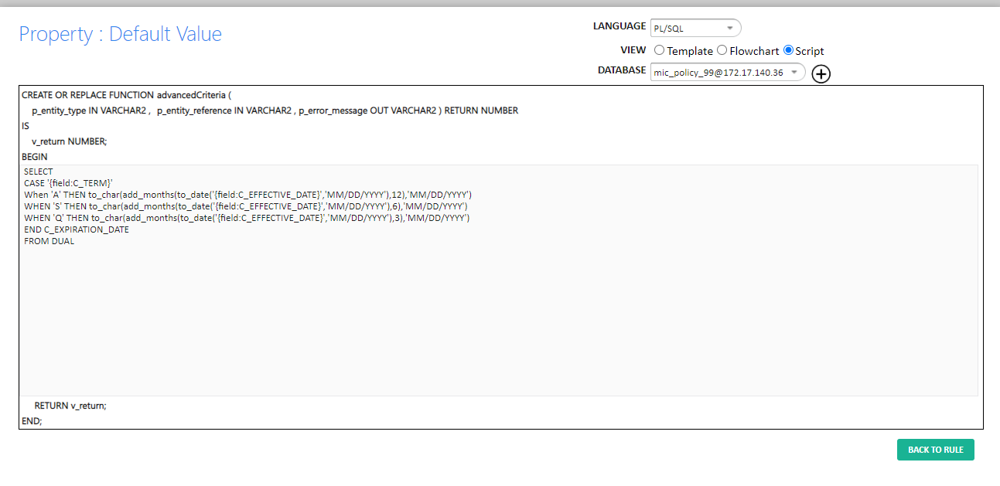 Property : Default Value
LANGUAGE PL/SQL
VIEW Template Flowchart Script
DATABASE mic_policy_99@172.17.140.36
CREATE OR REPLACE FUNCTION advancedCriteria (
p_entity_type IN VARCHAR2 , p_entity_reference IN VARCHAR2 , p_error_message OUT VARCHAR2 ) RETURN NUMBER
IS
v_return NUMBER;
BEGIN
SELECT
CASE '{field:C_TERM}'
When 'A' THEN to_char(add_months(to_date('{field:C_EFFECTIVE_DATE}','MM/DD/YYYY'),12),'MM/DD/YYYY')
WHEN 'S' THEN to_char(add_months(to_date('{field:C_EFFECTIVE_DATE}','MM/DD/YYYY'),6),'MM/DD/YYYY')
WHEN 'Q' THEN to_char(add_months(to_date('{field:C_EFFECTIVE_DATE}','MM/DD/YYYY'),3),'MM/DD/YYYY')
END C_EXPIRATION_DATE
FROM DUAL
RETURN v_return;
END;
BACK TO RULE